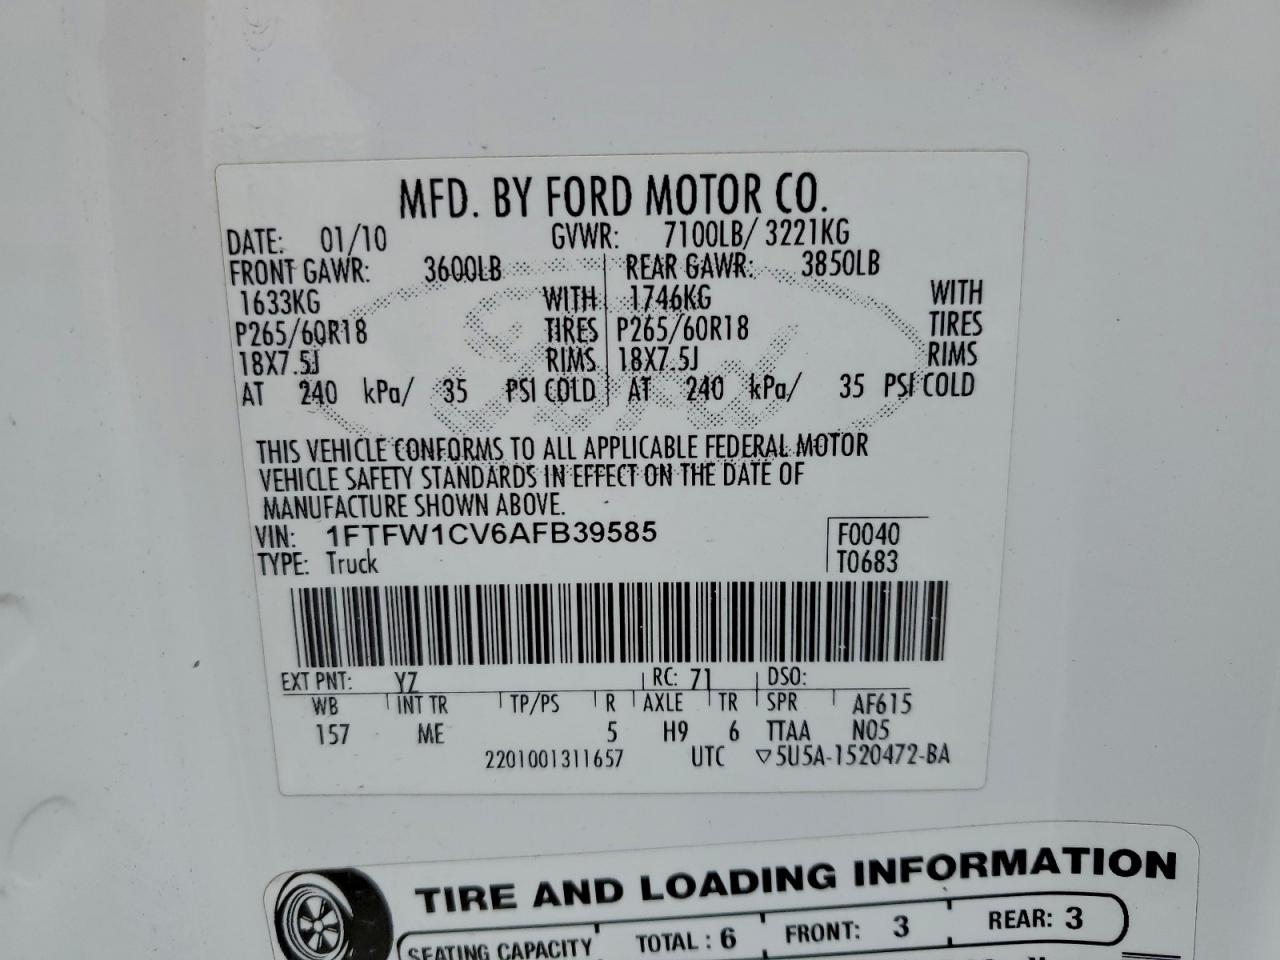 MFD. BY FORD MOTOR CO.
DATE: 01/10 GVWR: 7100LB/ 3221KG
FRONT GAWR: 3600LB REAR GAWR: 3850LB
1633KG WITH 1746KG WITH
P265/60R18 TIRES P265/60R18 TIRES
18X7.5J RIMS 18X7.5J RIMS
AT 240 kPa/ 35 PSI COLD AT 240 kPa/ 35 PSI COLD
THIS VEHICLE CONFORMS TO ALL APPLICABLE FEDERAL MOTOR
VEHICLE SAFETY STANDARDS IN EFFECT ON THE DATE OF
MANUFACTURE SHOWN ABOVE.
VIN: 1FTFW1CV6AFB39585 F0040
TYPE: Truck T0683
EXT PNT: YZ RC: 71 DSO:
WB INT TR TP/PS R AXLE TR SPR AF615
157 ME 5 H9 6 TTAA N05
2201001311657 UTC ▽5U5A-1520472-BA
TIRE AND LOADING INFORMATION
SEATING CAPACITY TOTAL : 6 FRONT: 3 REAR: 3